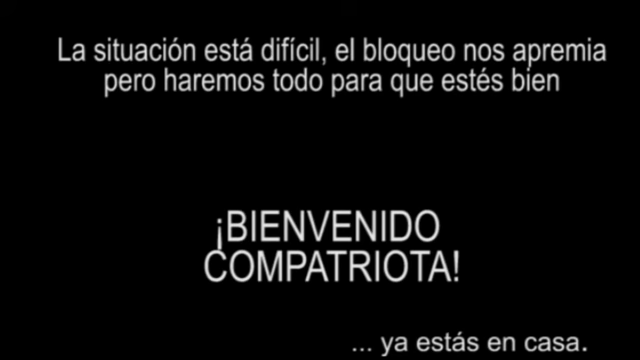 La situación está difícil, el bloqueo nos apremia
pero haremos todo para que estés bien
¡BIENVENIDO
COMPATRIOTA!
... ya estás en casa.